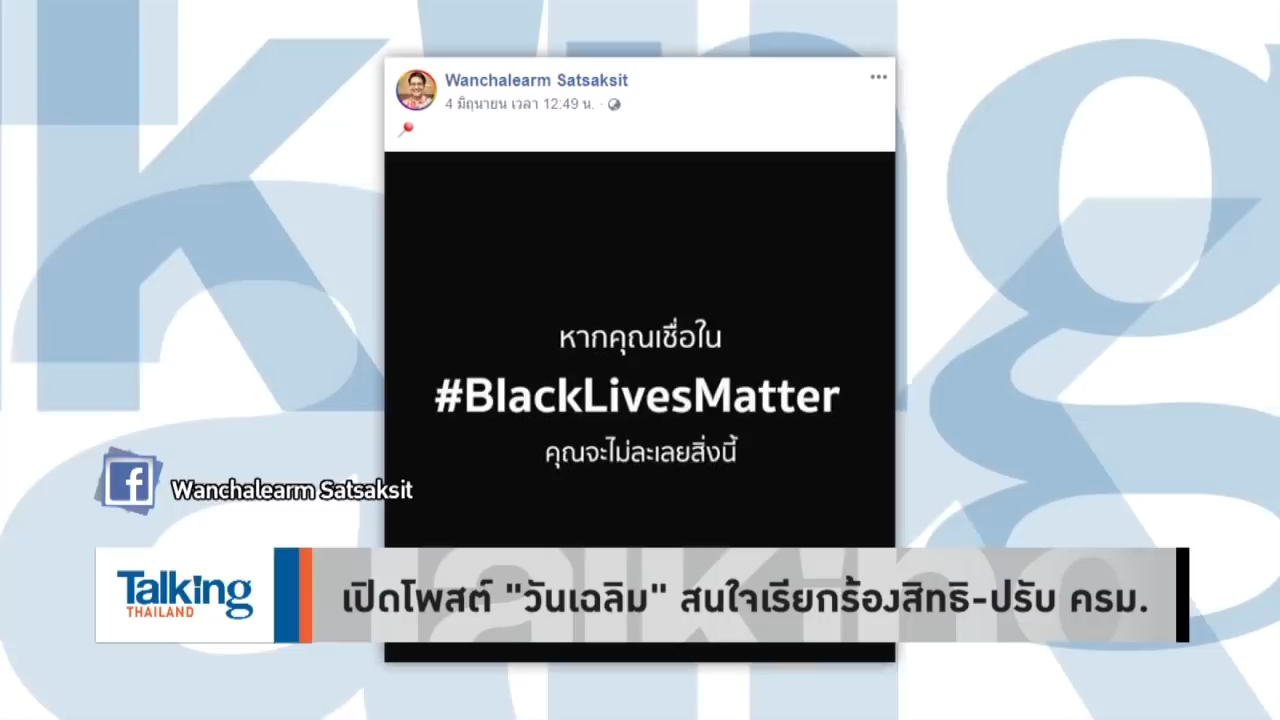 Wanchalearm Satsaksit
4 มิถุนายน เวลา 12:49 น. ·
หากคุณเชื่อใน
#BlackLivesMatter
คุณจะไม่ละเลยสิ่งนี้
Wanchalearm Satsaksit
Talking
THAILAND
เปิดโพสต์ "วันเฉลิม" สนใจเรียกร้องสิทธิ-ปรับ ครม.